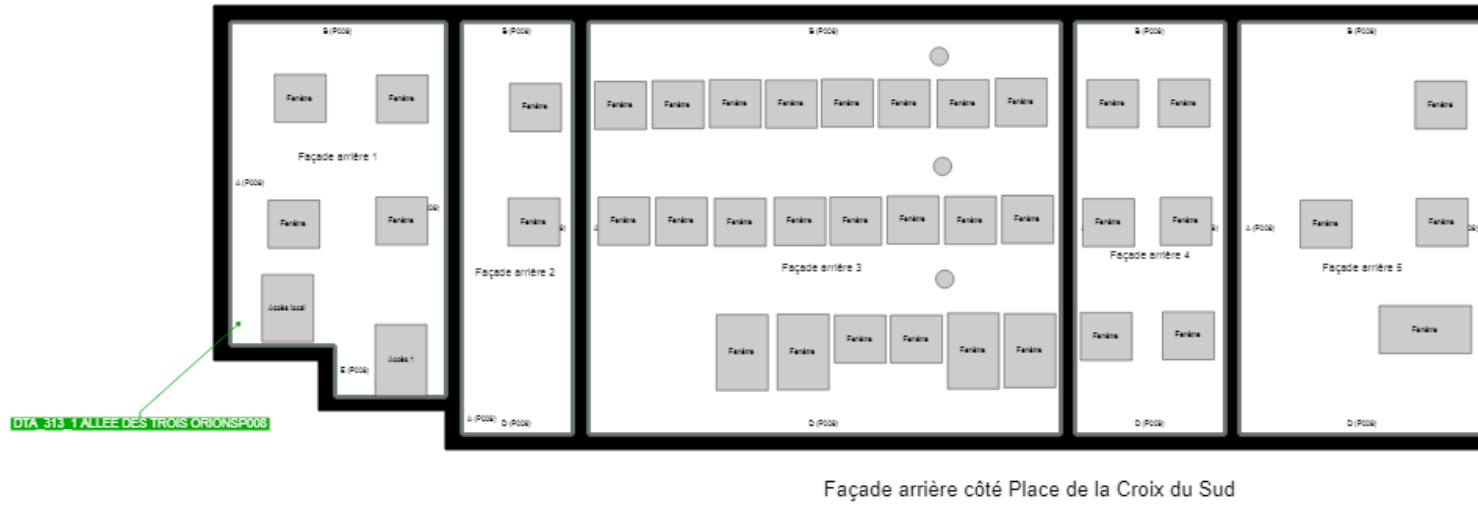 B (P008)
B (P008)
B (P008)
B (P008)
B (P008)
Fenêtre
Fenêtre
Fenêtre
Fenêtre
Fenêtre
Fenêtre
Fenêtre
Fenêtre
Fenêtre
Fenêtre
Fenêtre
Fenêtre
Fenêtre
Fenêtre
Façade arrière 1
A (P008)
Fenêtre
Fenêtre
Fenêtre
Fenêtre
Fenêtre
Fenêtre
Fenêtre
Fenêtre
Fenêtre
Fenêtre
Fenêtre
Fenêtre
Fenêtre
A (P008)
Fenêtre
Fenêtre
Façade arrière 2
Façade arrière 3
Façade arrière 4
Façade arrière 5
Accès local
Fenêtre
Fenêtre
Fenêtre
Fenêtre
Fenêtre
Fenêtre
Fenêtre
Fenêtre
Fenêtre
Accès 1
E (P008)
DTA_313_1 ALLEE DES TROIS ORIONSP008
A (P008)
D (P008)
D (P008)
D (P008)
D (P008)
Façade arrière côté Place de la Croix du Sud